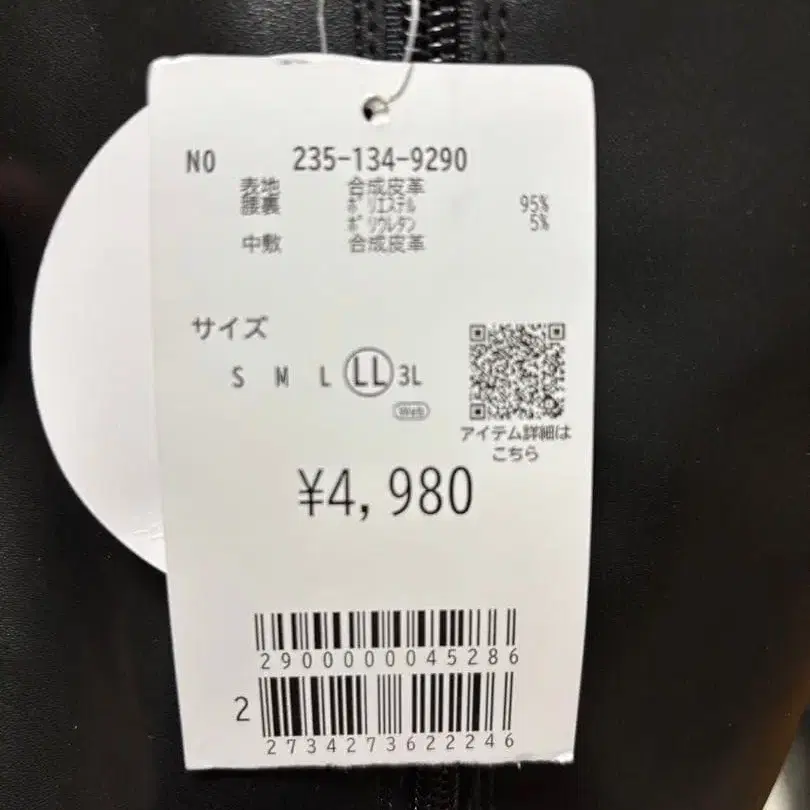 NO 235-134-9290
表地 合成皮革
腰裏 ポリエステル 95%
ポリウレタン 5%
中敷 合成皮革
サイズ
S M L LL 3L
Web
アイテム詳細は
こちら
¥4,980
2900000045286
2
2734273622246